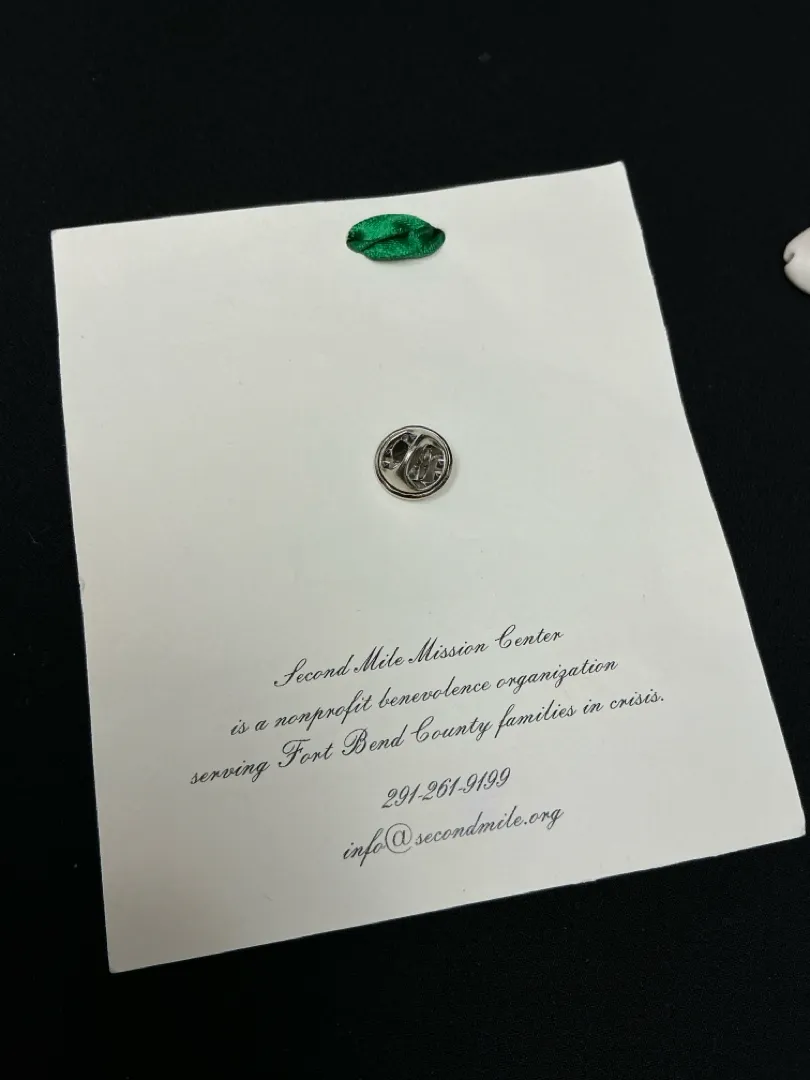 Second Mile Mission Center
is a nonprofit benevolence organization
serving Fort Bend County families in crisis.
291-261-9199
info@secondmile.org